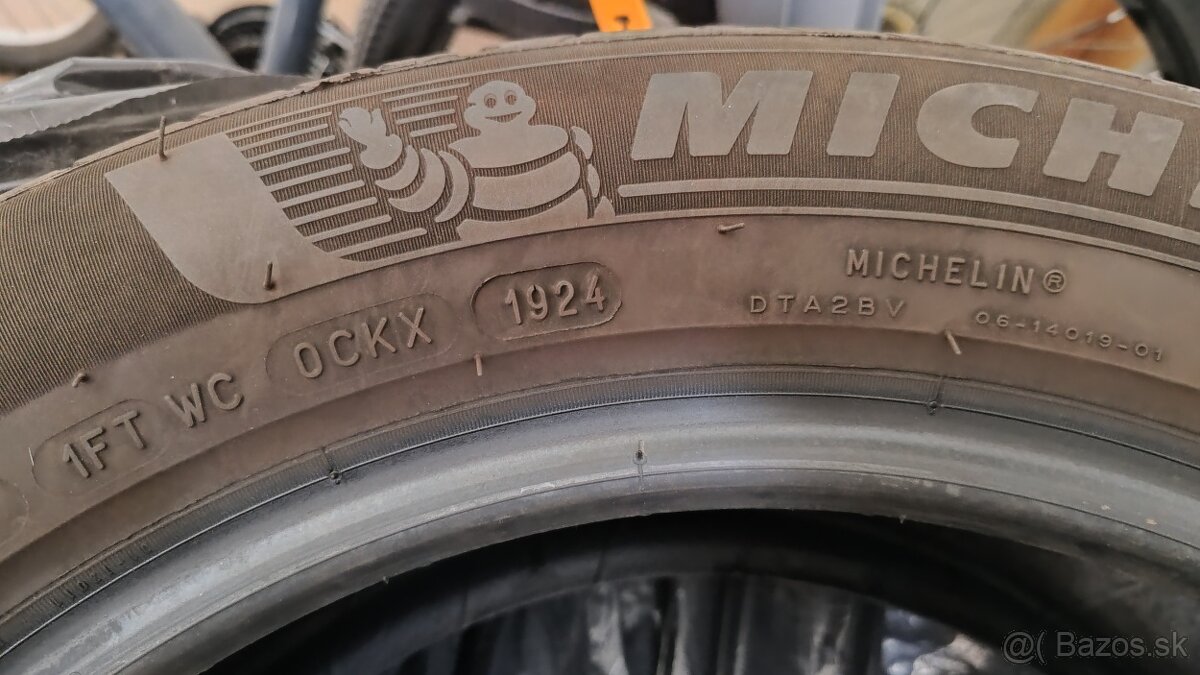 MICH
MICHELIN®
1FT WC 0CKX 1924 DTA2BV 06-14019-01
@( Bazos.sk